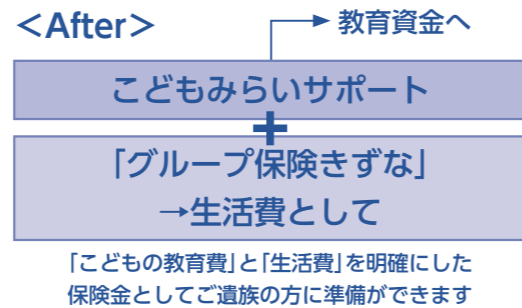 <After>
教育資金へ
こどもみらいサポート
+
「グループ保険きずな」
→生活費として
「こどもの教育費」と「生活費」を明確にした
保険金としてご遺族の方に準備ができます